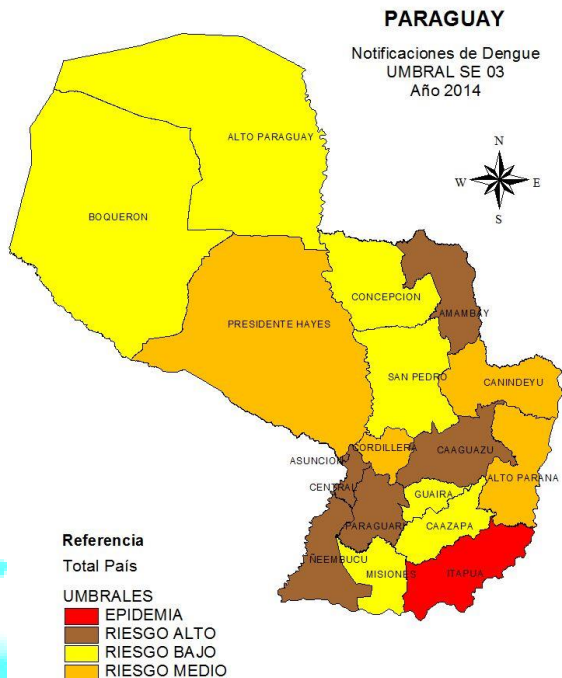 PARAGUAY
Notificaciones de Dengue
UMBRAL SE 03
Año 2014
N
W E
S
ALTO PARAGUAY
BOQUERON
CONCEPCION
AMAMBAY
PRESIDENTE HAYES
SAN PEDRO
CANINDEYU
CORDILLERA
ASUNCION
CAAGUAZU
CENTRAL
ALTO PARANA
GUAIRA
PARAGUARI
CAAZAPA
ÑEEMBUCU
MISIONES
ITAPUA
Referencia
Total País
UMBRALES
EPIDEMIA
RIESGO ALTO
RIESGO BAJO
RIESGO MEDIO